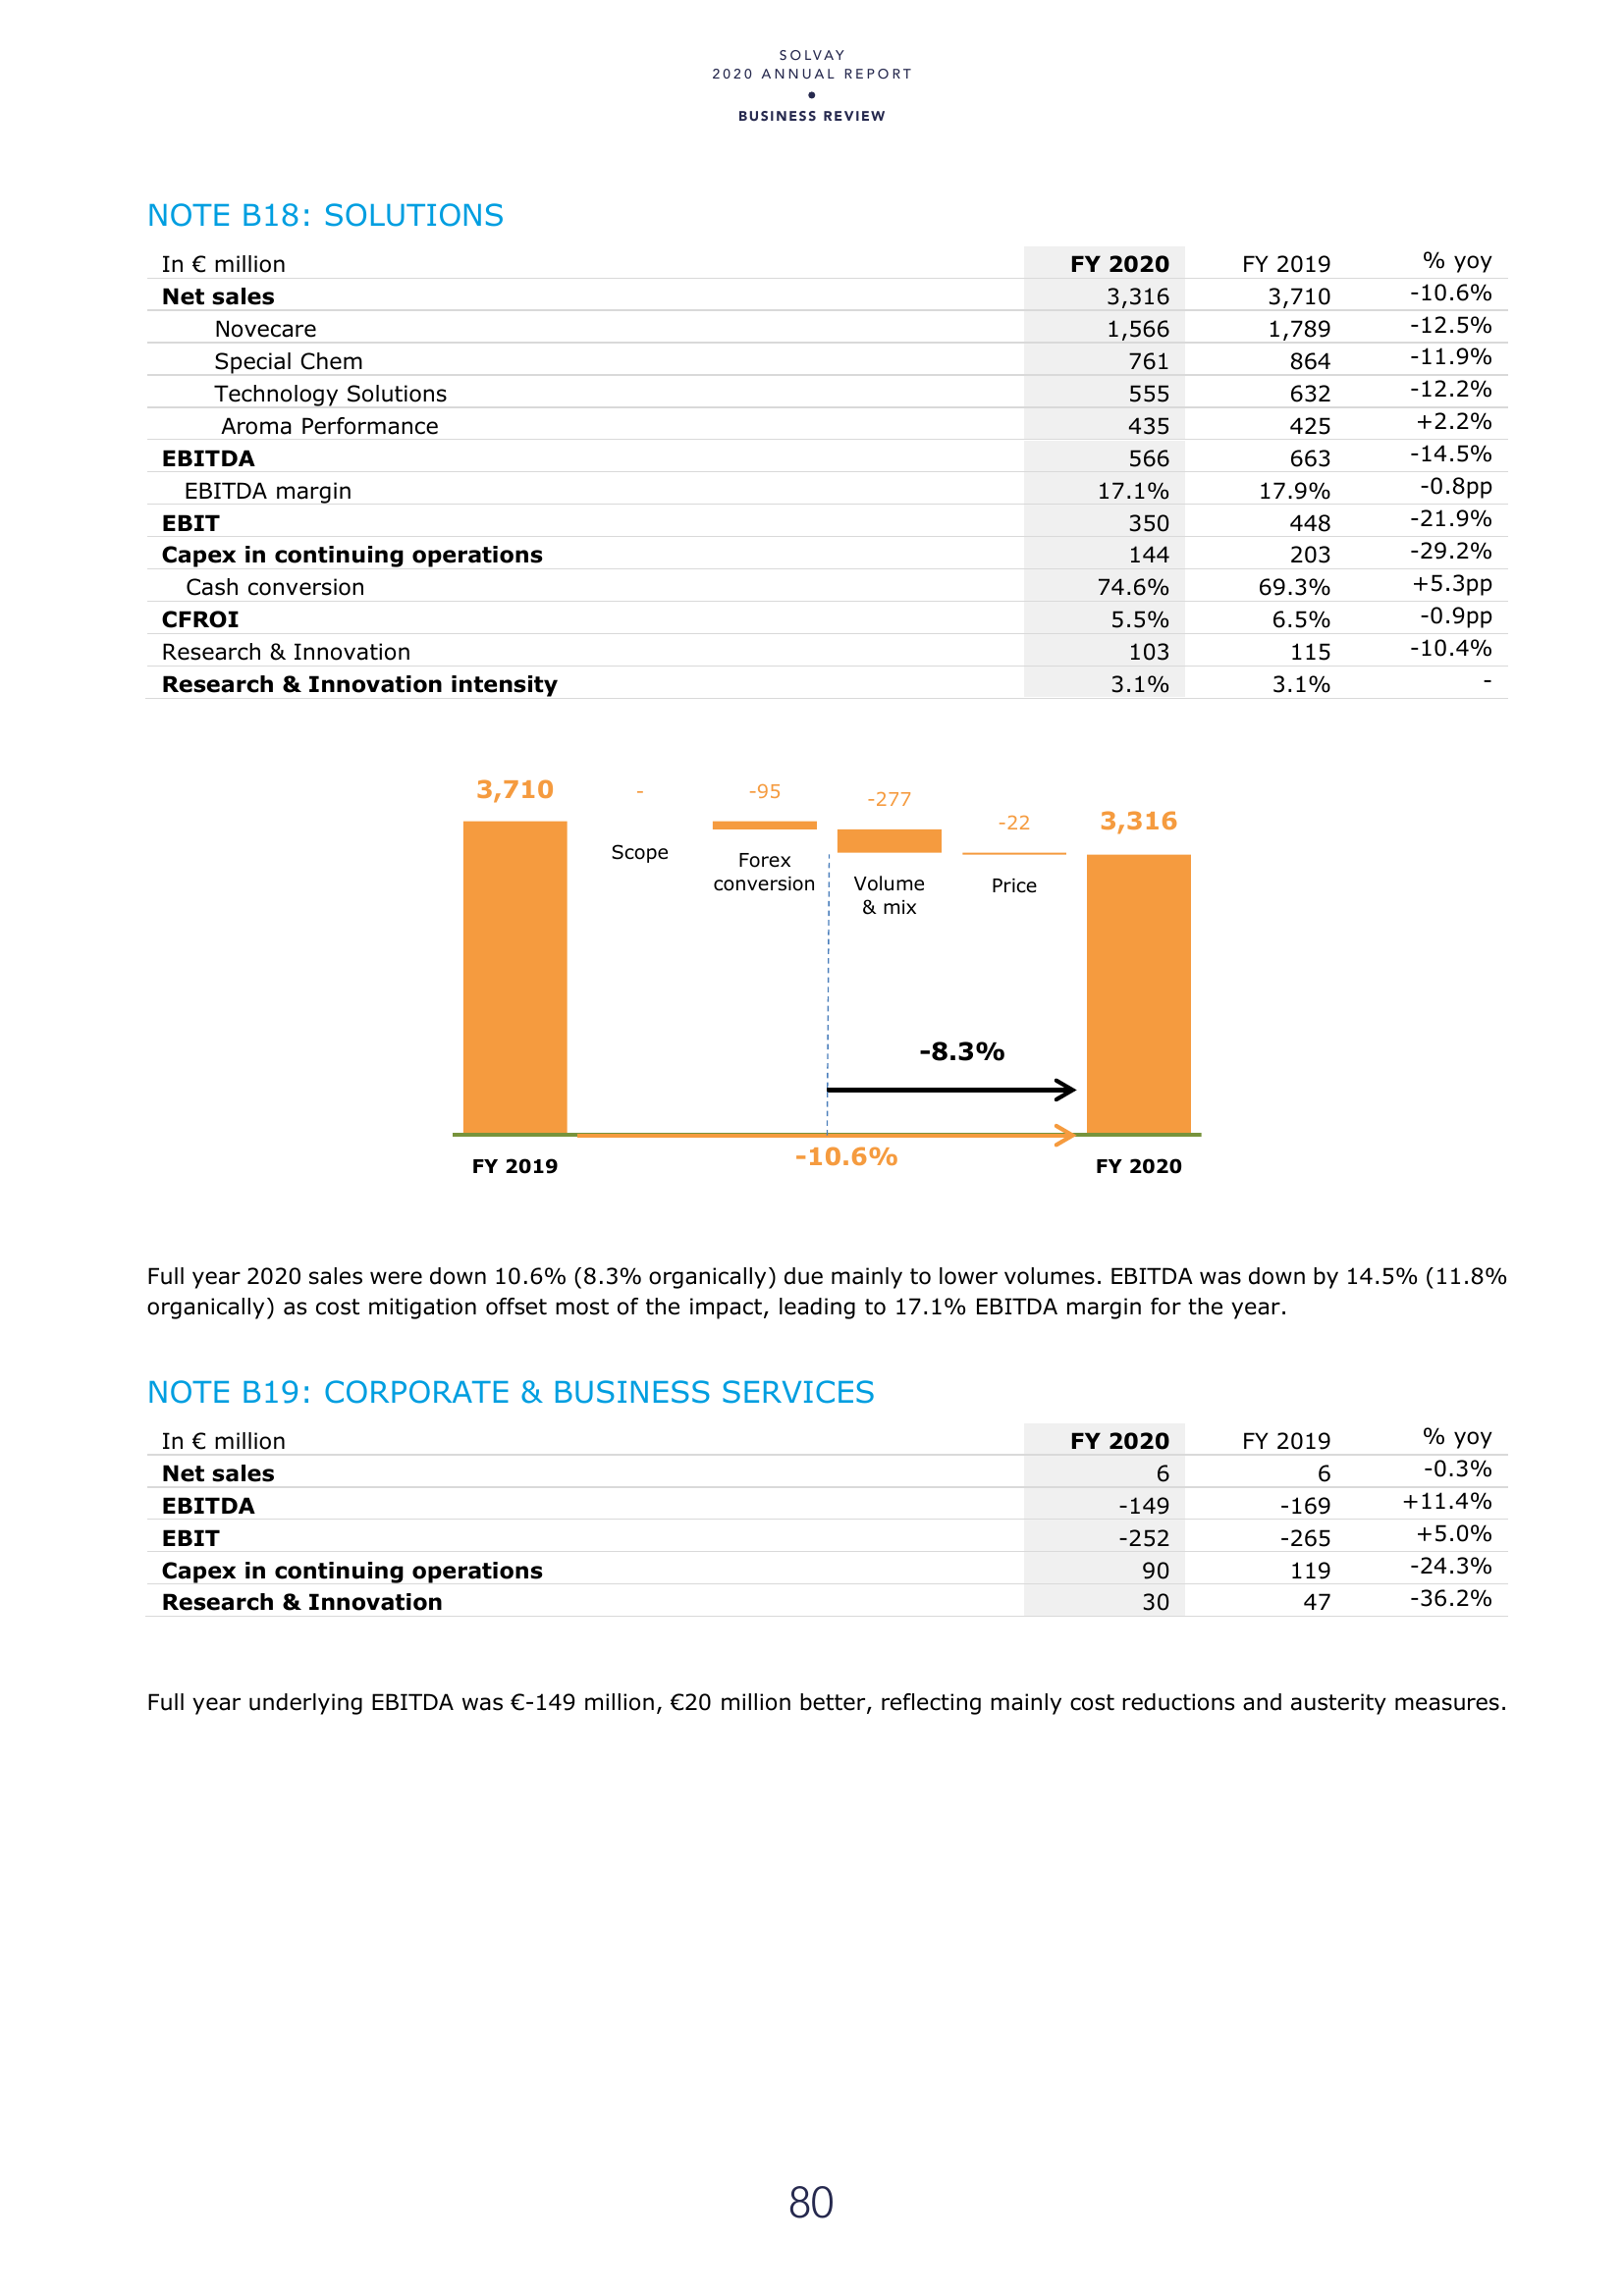 SOLVAY
2020 ANNUAL REPORT
•
BUSINESS REVIEW
NOTE B18: SOLUTIONS
In € million FY 2020 FY 2019 % yoy
Net sales 3,316 3,710 -10.6%
Novecare 1,566 1,789 -12.5%
Special Chem 761 864 -11.9%
Technology Solutions 555 632 -12.2%
Aroma Performance 435 425 +2.2%
EBITDA 566 663 -14.5%
EBITDA margin 17.1% 17.9% -0.8pp
EBIT 350 448 -21.9%
Capex in continuing operations 144 203 -29.2%
Cash conversion 74.6% 69.3% +5.3pp
CFROI 5.5% 6.5% -0.9pp
Research & Innovation 103 115 -10.4%
Research & Innovation intensity 3.1% 3.1% -
3,710 - -95 -277 -22 3,316
Scope Forex conversion Volume & mix Price
-8.3%
-10.6%
FY 2019 FY 2020
Full year 2020 sales were down 10.6% (8.3% organically) due mainly to lower volumes. EBITDA was down by 14.5% (11.8%
organically) as cost mitigation offset most of the impact, leading to 17.1% EBITDA margin for the year.
NOTE B19: CORPORATE & BUSINESS SERVICES
In € million FY 2020 FY 2019 % yoy
Net sales 6 6 -0.3%
EBITDA -149 -169 +11.4%
EBIT -252 -265 +5.0%
Capex in continuing operations 90 119 -24.3%
Research & Innovation 30 47 -36.2%
Full year underlying EBITDA was €-149 million, €20 million better, reflecting mainly cost reductions and austerity measures.
80